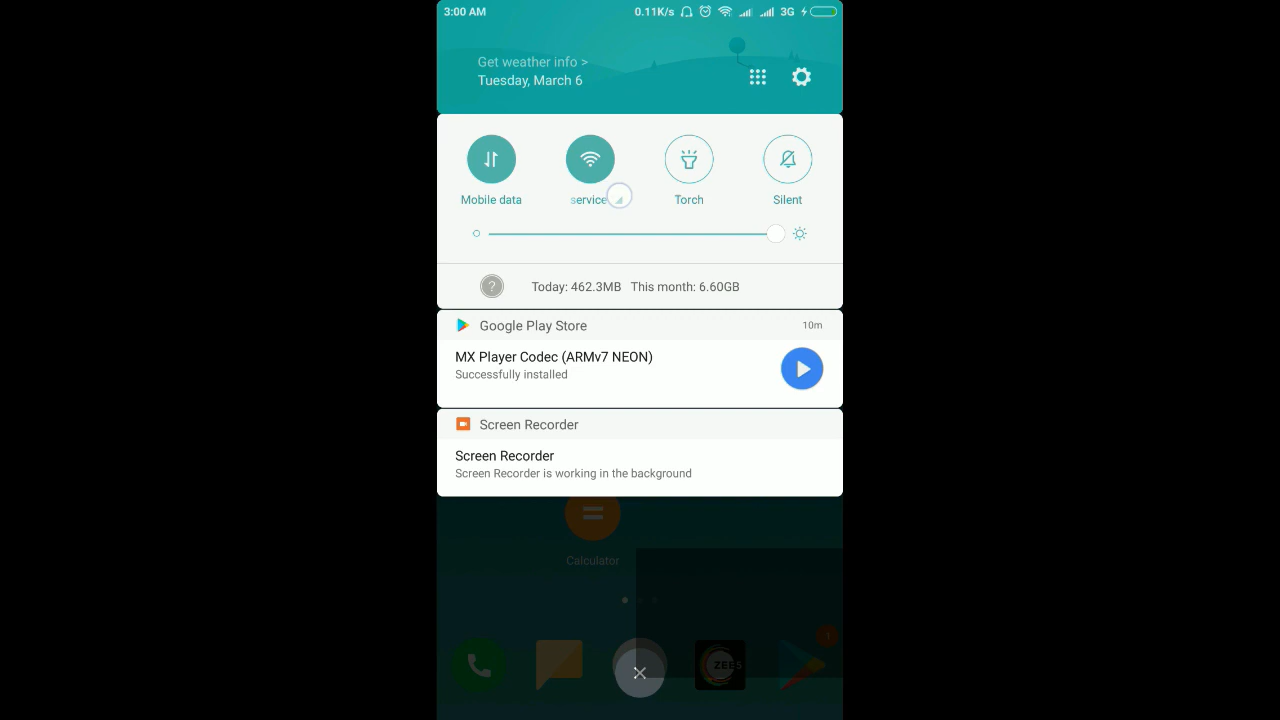 3:00 AM 0.11K/s 3G
Get weather info >
Tuesday, March 6
Mobile data service Torch Silent
? Today: 462.3MB This month: 6.60GB
Google Play Store 10m
MX Player Codec (ARMv7 NEON)
Successfully installed
Screen Recorder
Screen Recorder
Screen Recorder is working in the background
Calculator
ZEE5
1